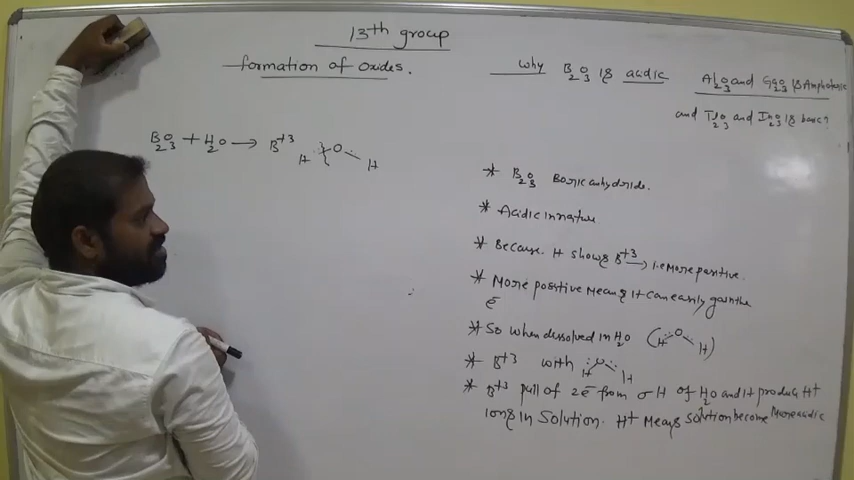 13th group
formation of oxides.
why B2O3 is acidic Al2O3 and Ga2O3 is Amphoteric
and Tl2O3 and In2O3 is basic?
B2O3 + H2O → B+3 H O H
* B2O3 Boric anhydride.
* Acidic in nature
* Because. It shows B+3 → i.e More positive.
* More positive means it can easily gain the
e-
* So when dissolved in H2O (H O H)
* B+3 with H O H
* B+3 pull of 2e- from OH of H2O and it produce H+
ions in Solution. H+ Means Solution become More acidic